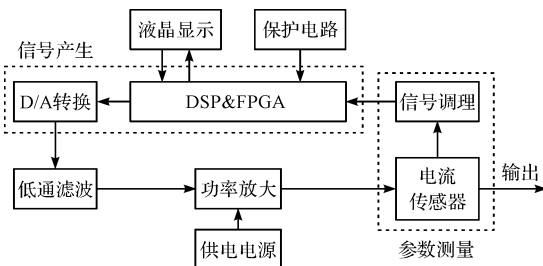 液晶显示
保护电路
信号产生
D/A转换
DSP&FPGA
信号调理
低通滤波
功率放大
电流
传感器
输出
供电电源
参数测量